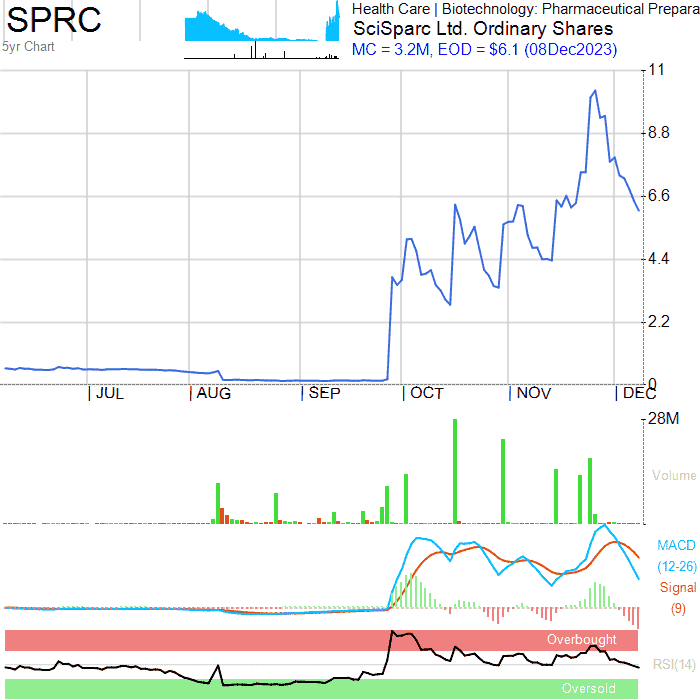 SPRC
5yr Chart
Health Care | Biotechnology: Pharmaceutical Prepara
SciSparc Ltd. Ordinary Shares
MC = 3.2M, EOD = $6.1 (08Dec2023)
11
8.8
6.6
4.4
2.2
0
JUL
AUG
SEP
OCT
NOV
DEC
28M
Volume
MACD
(12-26)
Signal
(9)
Overbought
RSI(14)
Oversold